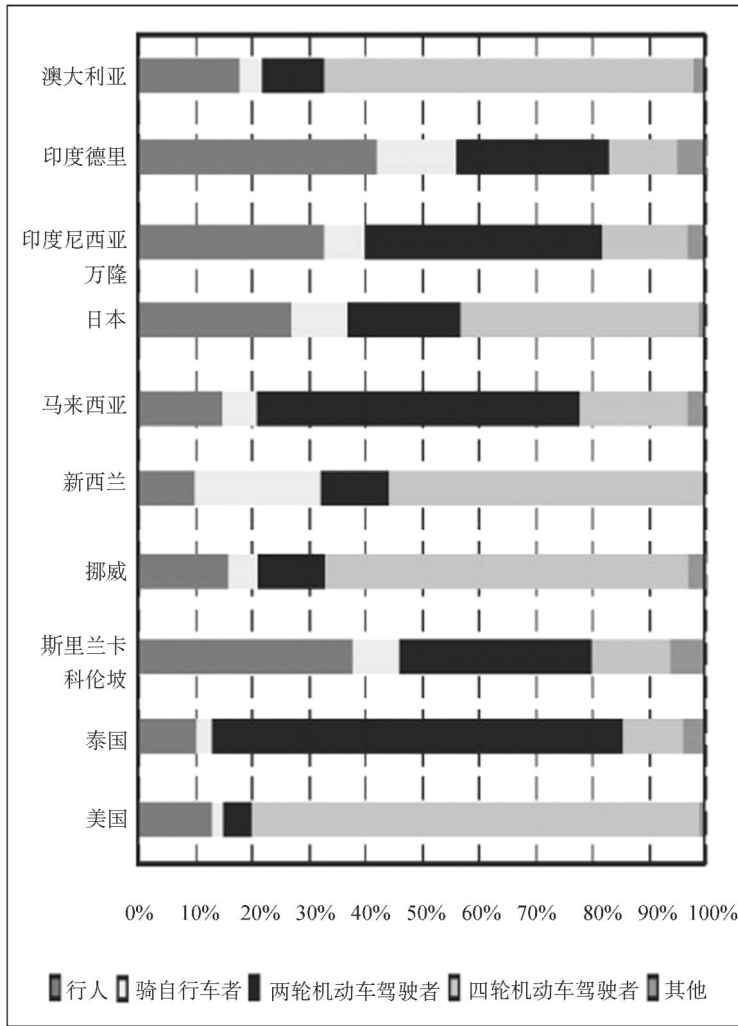 澳大利亚
印度德里
印度尼西亚
万隆
日本
马来西亚
新西兰
挪威
斯里兰卡
科伦坡
泰国
美国
0% 10% 20% 30% 40% 50% 60% 70% 80% 90% 100%
行人 骑自行车者 两轮机动车驾驶者 四轮机动车驾驶者 其他